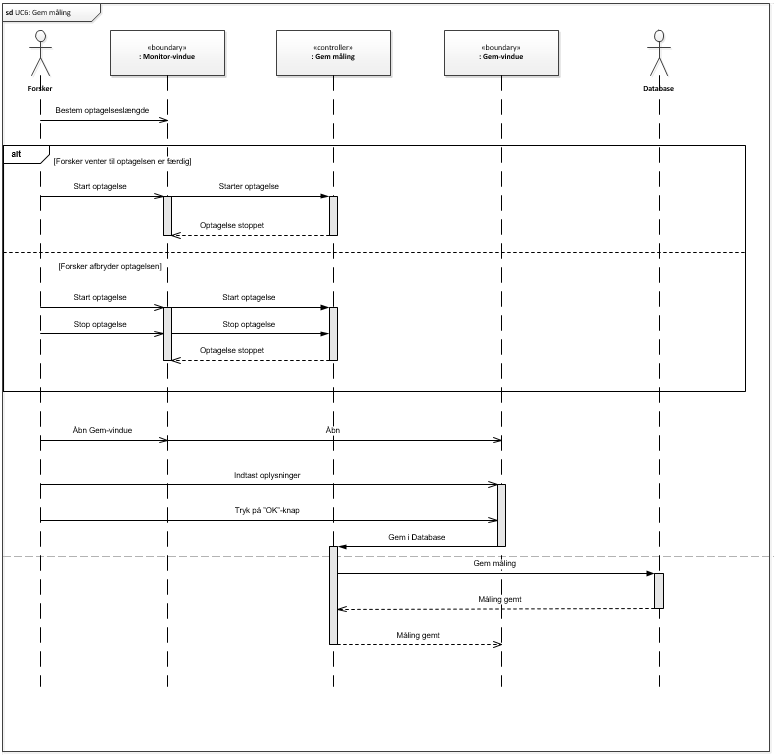 sd UC6: Gem måling
«boundary»
: Monitor-vindue
«controller»
: Gem måling
«boundary»
: Gem-vindue
Forsker
Database
Bestem optagelseslængde
alt
[Forsker venter til optagelsen er færdig]
Start optagelse
Starter optagelse
Optagelse stoppet
[Forsker afbryder optagelsen]
Start optagelse
Start optagelse
Stop optagelse
Stop optagelse
Optagelse stoppet
Åbn Gem-vindue
Åbn
Indtast oplysninger
Tryk på "OK"-knap
Gem i Database
Gem måling
Måling gemt
Måling gemt